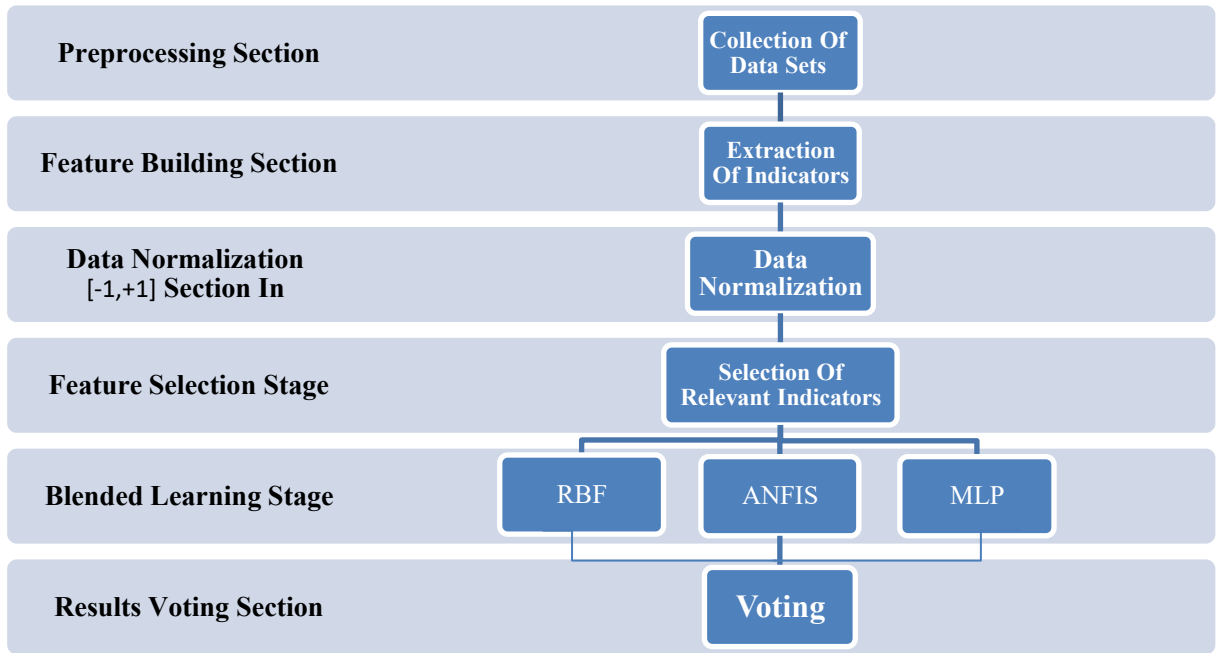 Preprocessing Section
Collection Of
Data Sets
Feature Building Section
Extraction
Of Indicators
Data Normalization
[-1,+1] Section In
Data
Normalization
Feature Selection Stage
Selection Of
Relevant Indicators
Blended Learning Stage
RBF
ANFIS
MLP
Results Voting Section
Voting